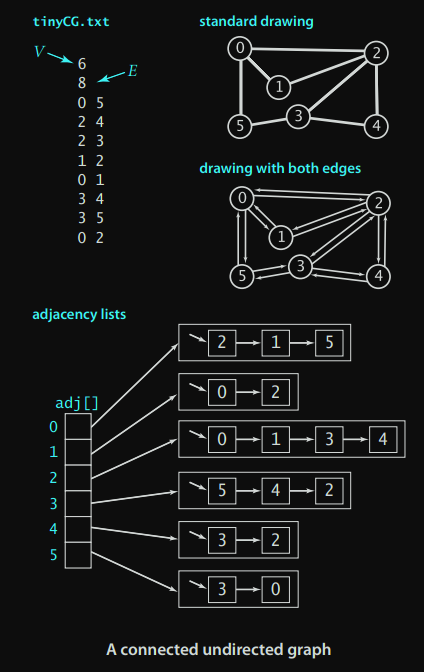 tinyCG.txt
V
6
8
E
0 5
2 4
2 3
1 2
0 1
3 4
3 5
0 2
standard drawing
0
2
1
5
3
4
drawing with both edges
0
2
1
5
3
4
adjacency lists
adj[]
0
1
2
3
4
5
2 1 5
0 2
0 1 3 4
5 4 2
3 2
3 0
A connected undirected graph